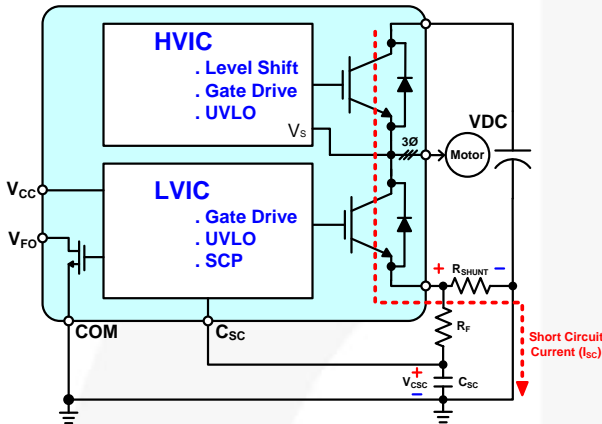 HVIC
. Level Shift
. Gate Drive
. UVLO
VS
VDC
3Ø
Motor
VCC
LVIC
VFO
. Gate Drive
. UVLO
. SCP
+ RSHUNT −
COM
CSC
RF
Short Circuit
Current (ISC)
+
VCSC CSC
−